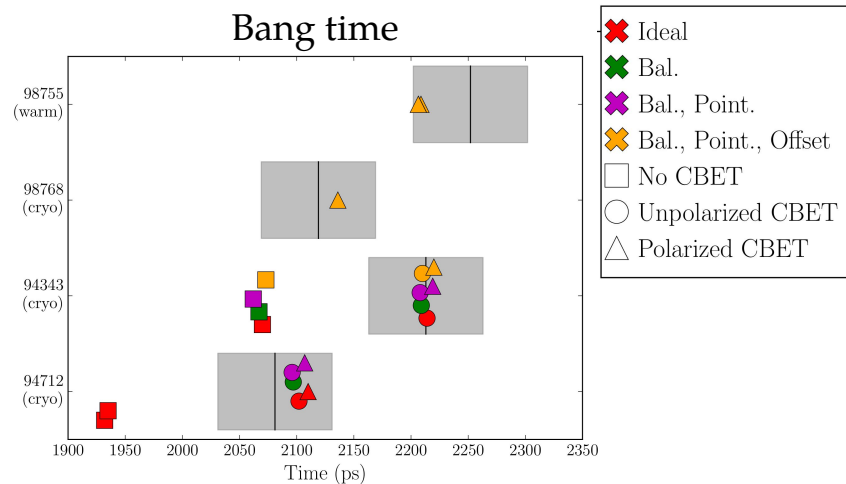 Bang time
98755
(warm)
98768
(cryo)
94343
(cryo)
94712
(cryo)
1900 1950 2000 2050 2100 2150 2200 2250 2300 2350
Time (ps)
Ideal
Bal.
Bal., Point.
Bal., Point., Offset
No CBET
Unpolarized CBET
Polarized CBET